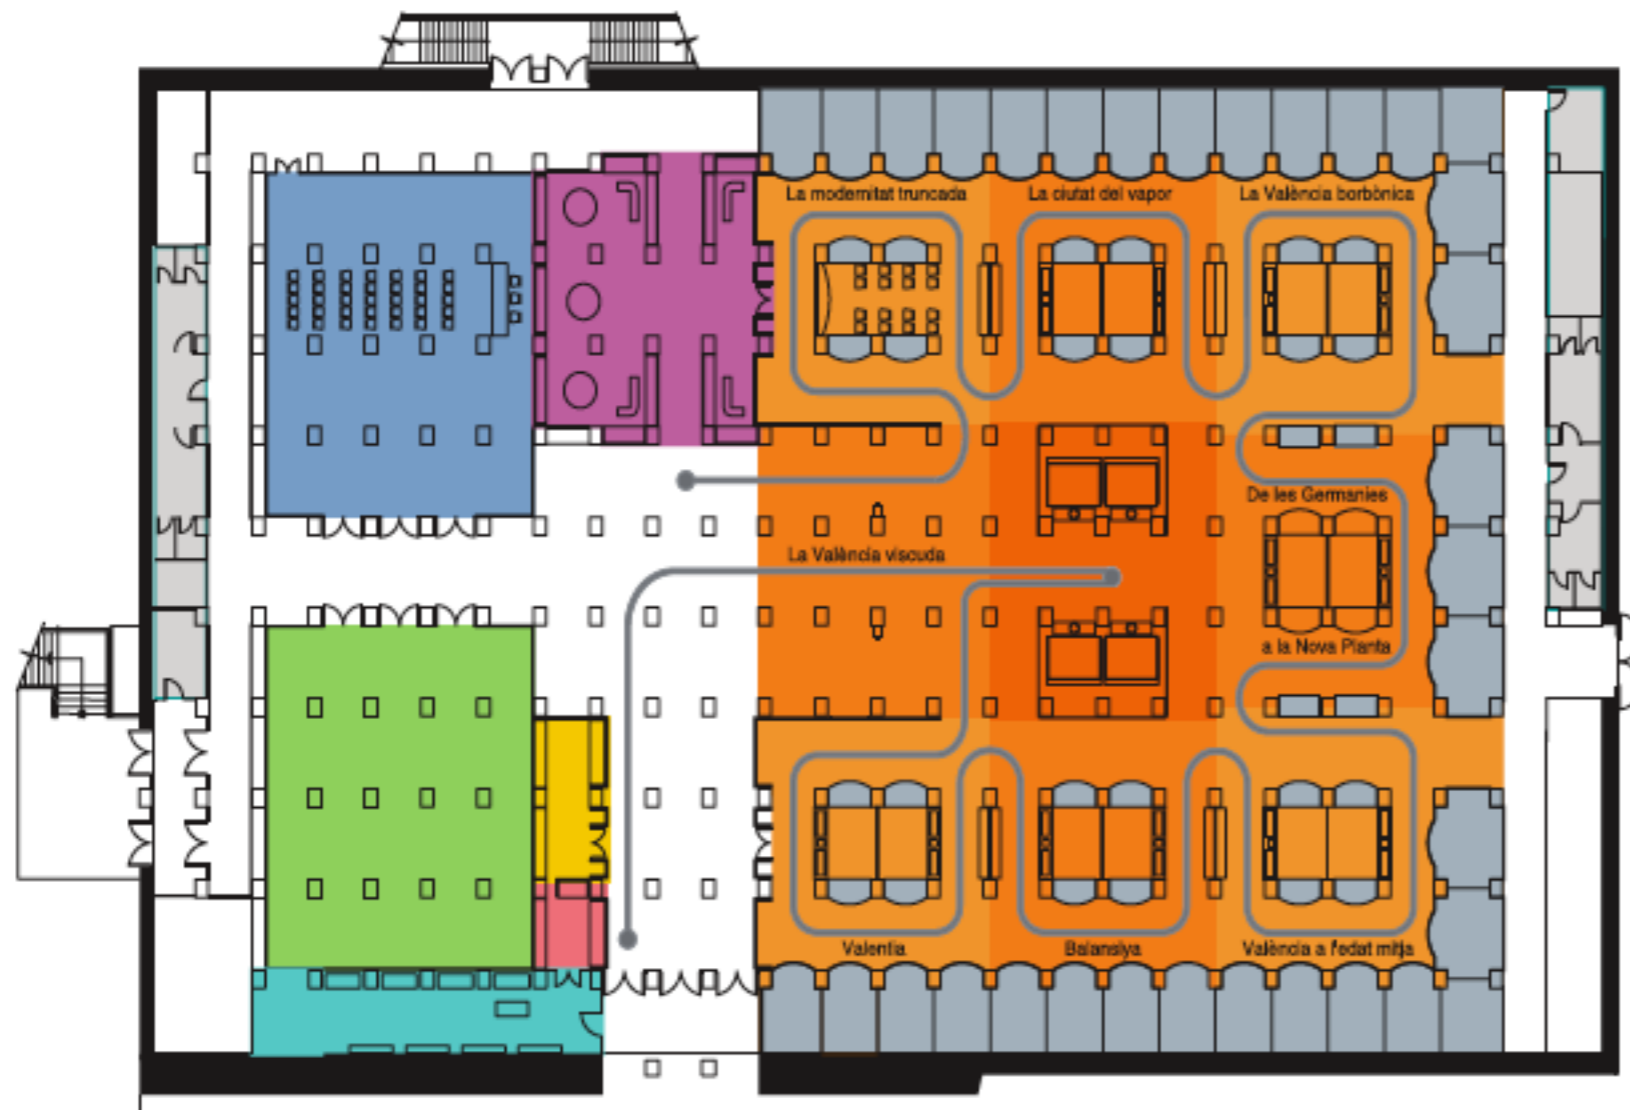 La modernitat truncada
La ciutat del vapor
La València borbònica
De les Germanies
La València viscuda
a la Nova Planta
Valentia
Balansiya
València a l'edat mitja